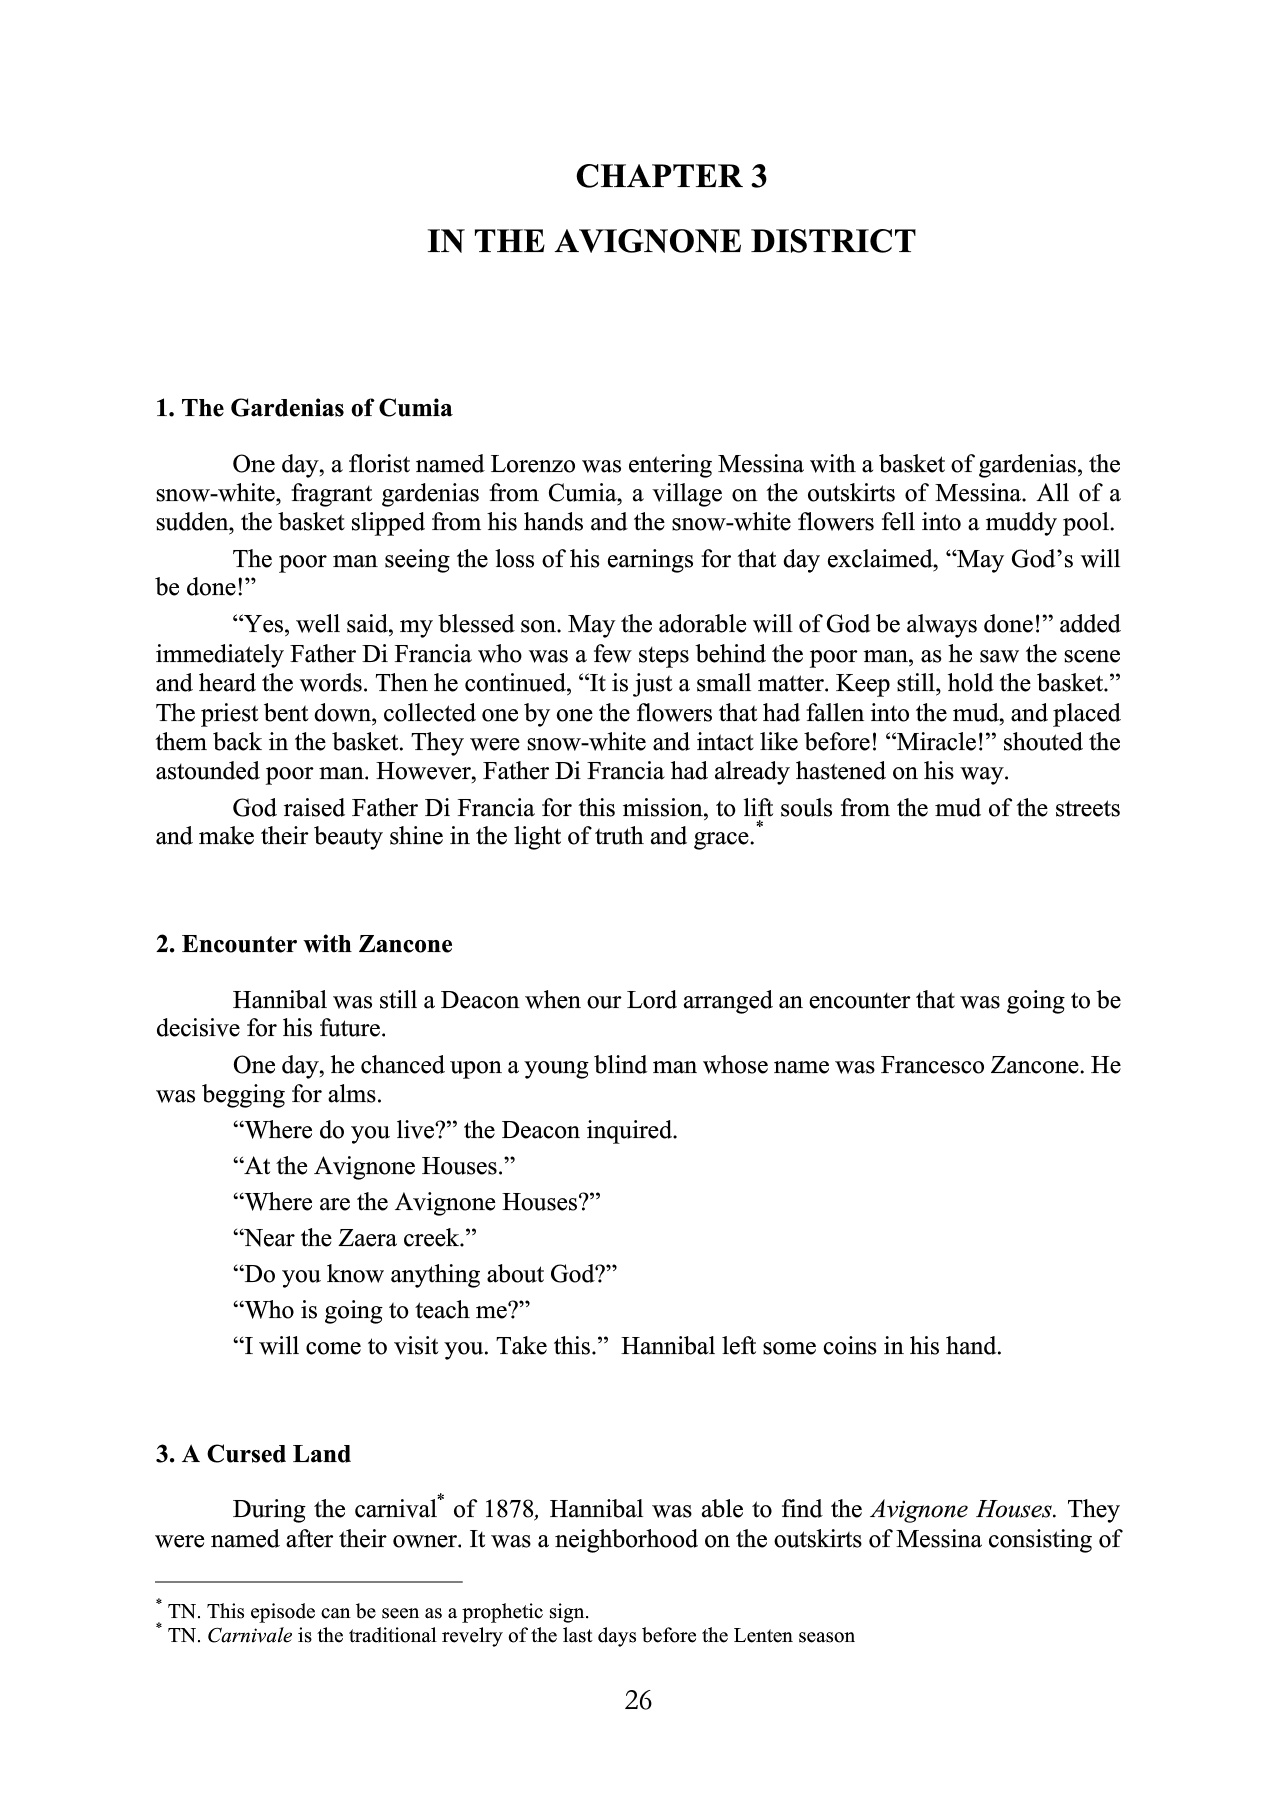 CHAPTER 3
IN THE AVIGNONE DISTRICT
1. The Gardenias of Cumia
One day, a florist named Lorenzo was entering Messina with a basket of gardenias, the
snow-white, fragrant gardenias from Cumia, a village on the outskirts of Messina. All of a
sudden, the basket slipped from his hands and the snow-white flowers fell into a muddy pool.
The poor man seeing the loss of his earnings for that day exclaimed, “May God’s will
be done!”
“Yes, well said, my blessed son. May the adorable will of God be always done!” added
immediately Father Di Francia who was a few steps behind the poor man, as he saw the scene
and heard the words. Then he continued, “It is just a small matter. Keep still, hold the basket.”
The priest bent down, collected one by one the flowers that had fallen into the mud, and placed
them back in the basket. They were snow-white and intact like before! “Miracle!” shouted the
astounded poor man. However, Father Di Francia had already hastened on his way.
God raised Father Di Francia for this mission, to lift souls from the mud of the streets
and make their beauty shine in the light of truth and grace.*
2. Encounter with Zancone
Hannibal was still a Deacon when our Lord arranged an encounter that was going to be
decisive for his future.
One day, he chanced upon a young blind man whose name was Francesco Zancone. He
was begging for alms.
“Where do you live?” the Deacon inquired.
“At the Avignone Houses.”
“Where are the Avignone Houses?”
“Near the Zaera creek.”
“Do you know anything about God?”
“Who is going to teach me?”
“I will come to visit you. Take this.”  Hannibal left some coins in his hand.
3. A Cursed Land
During the carnival* of 1878, Hannibal was able to find the Avignone Houses. They
were named after their owner. It was a neighborhood on the outskirts of Messina consisting of
* TN. This episode can be seen as a prophetic sign.
* TN. Carnivale is the traditional revelry of the last days before the Lenten season
26